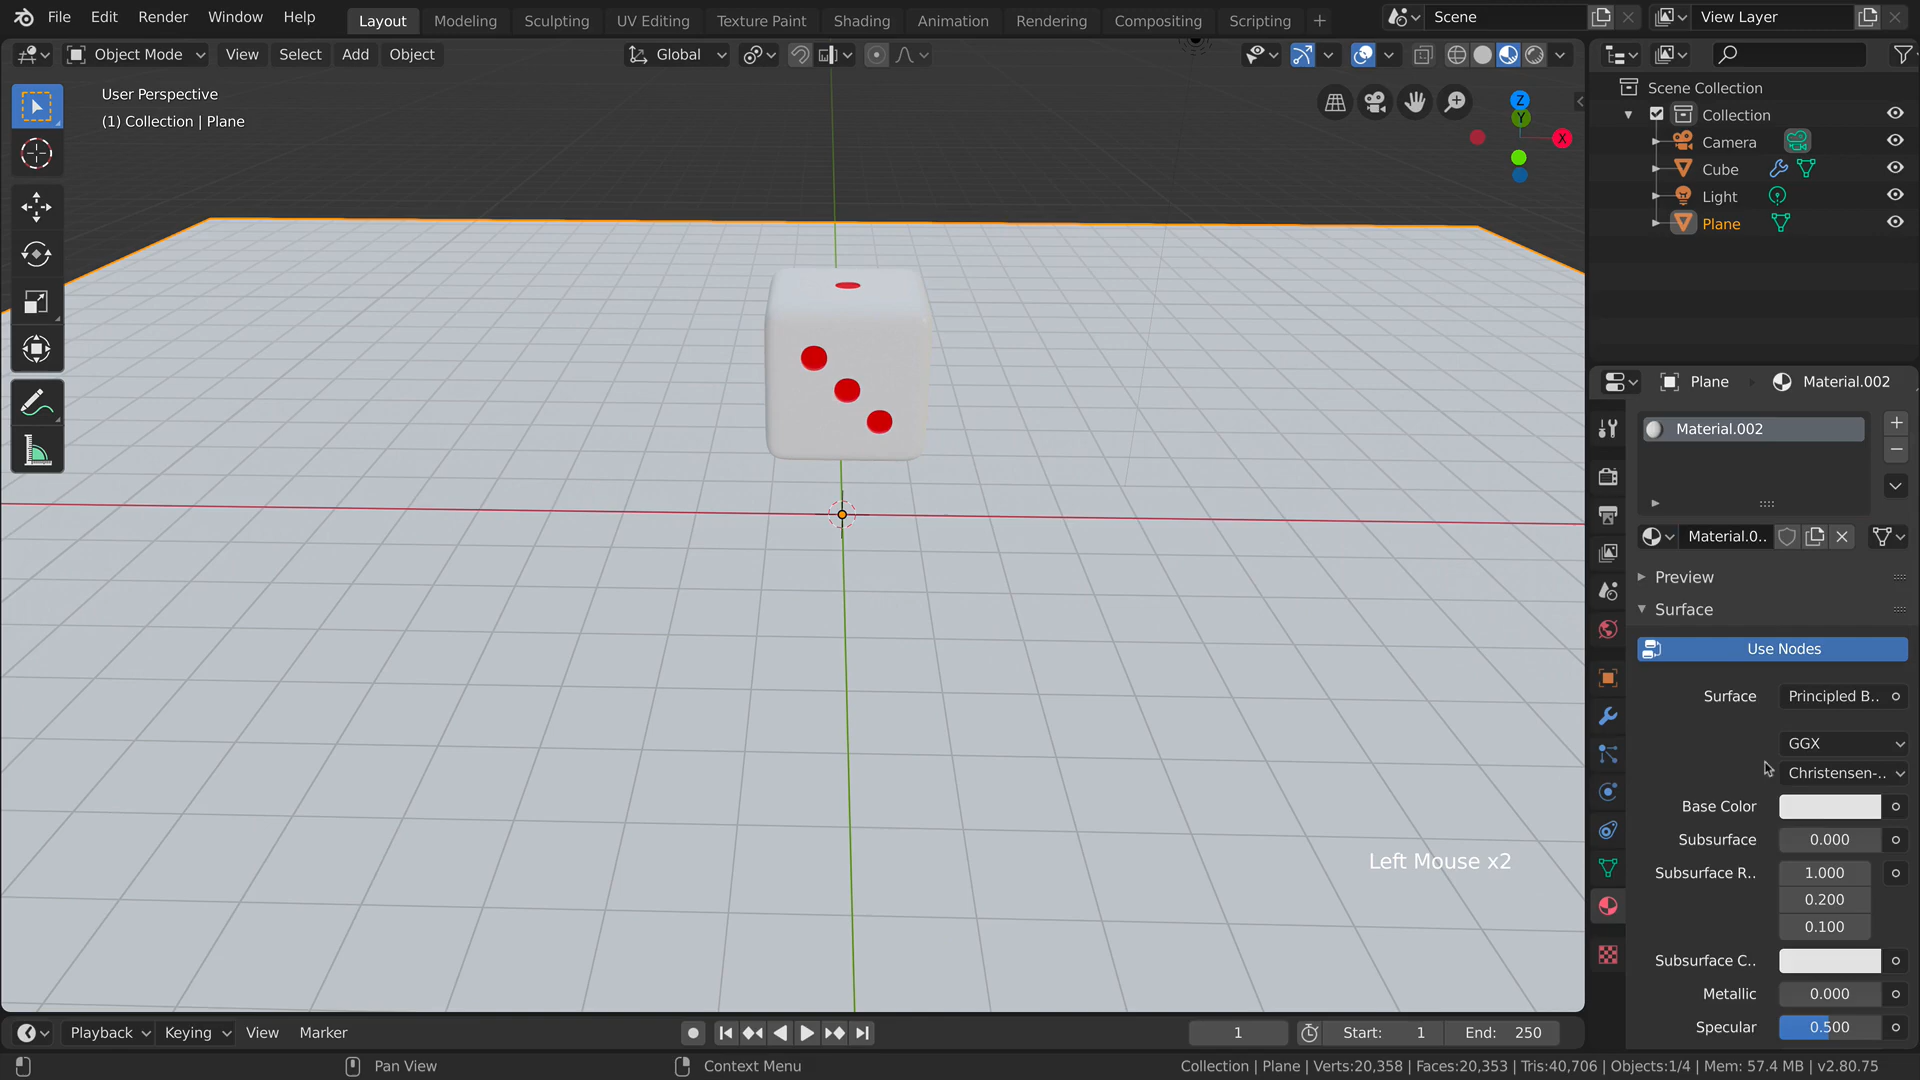 File Edit Render Window Help Layout Modeling Sculpting UV Editing Texture Paint Shading Animation Rendering Compositing Scripting + Scene View Layer
Object Mode View Select Add Object Global
User Perspective
(1) Collection | Plane
Z
Y
X
Scene Collection
Collection
Camera
Cube
Light
Plane
Plane Material.002
Material.002
Material.0..
Preview
Surface
Use Nodes
Surface Principled B..
GGX
Christensen-..
Base Color
Subsurface 0.000
Subsurface R.. 1.000
0.200
0.100
Subsurface C..
Metallic 0.000
Specular 0.500
Left Mouse x2
Playback Keying View Marker 1 Start: 1 End: 250
Pan View Context Menu Collection | Plane | Verts:20,358 | Faces:20,353 | Tris:40,706 | Objects:1/4 | Mem: 57.4 MB | v2.80.75